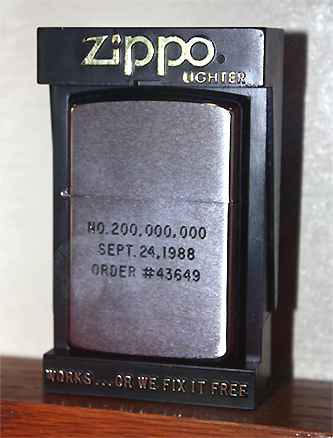 Zippo
LIGHTER
NO. 200,000,000
SEPT. 24, 1988
ORDER #43649
WORKS...OR WE FIX IT FREE